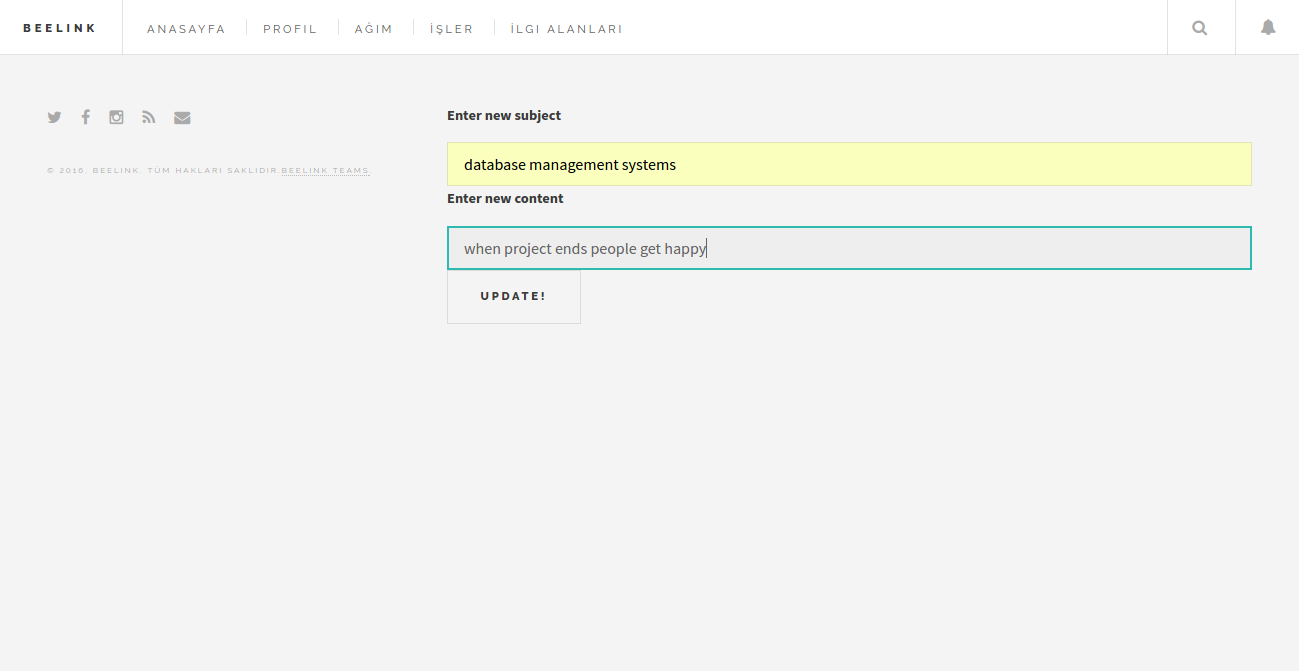 BEELINK ANASAYFA PROFIL AĞIM İŞLER İLGI ALANLARI
Enter new subject
database management systems
© 2016. BEELINK. TÜM HAKLARI SAKLIDIR.BEELINK TEAMS.
Enter new content
when project ends people get happy
UPDATE!